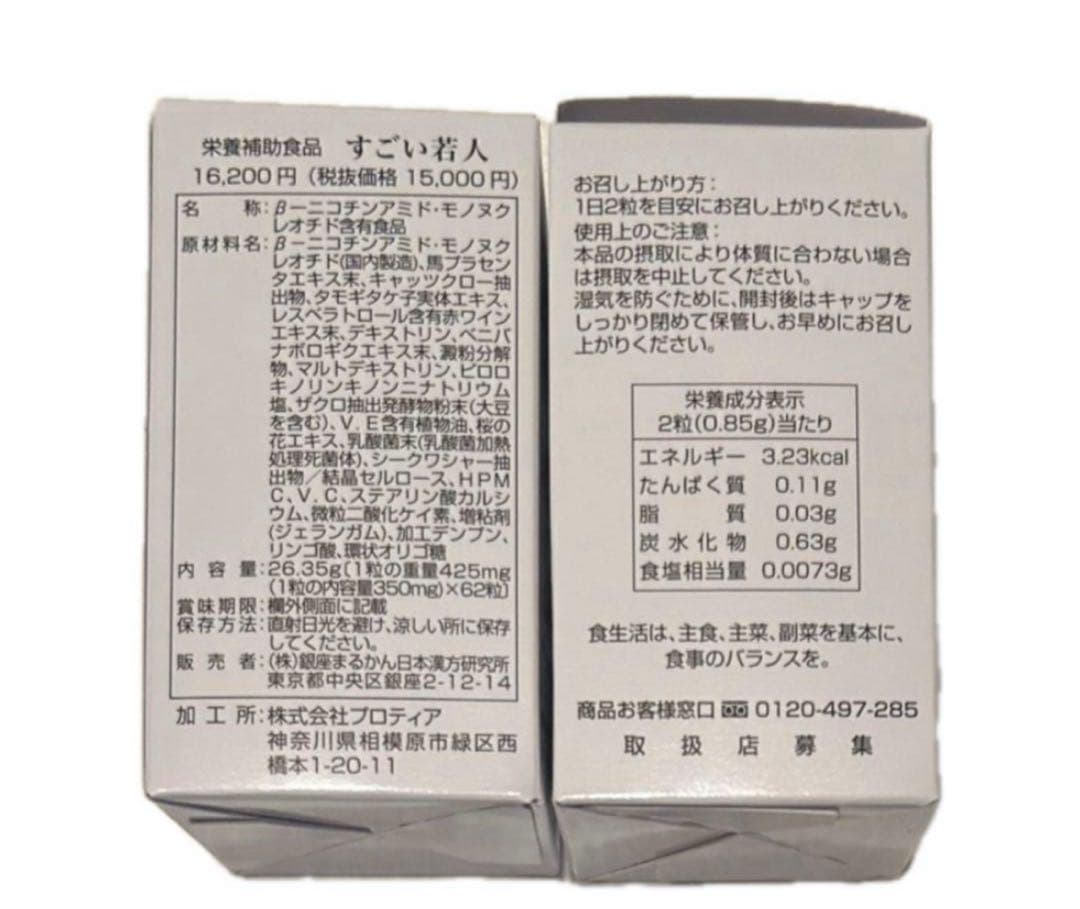 栄養補助食品 すごい若人
16,200円(税抜価格 15,000円)
名称:β-ニコチンアミド・モノヌク
レオチド含有食品
原材料名:β-ニコチンアミド・モノヌク
レオチド(国内製造)、馬プラセン
タエキス末、キャッツクロー抽
出物、タモギタケ子実体エキス、
レスベラトロール含有赤ワイン
エキス末、デキストリン、ベニバ
ナボロギクエキス末、澱粉分解
物、マルトデキストリン、ピロロ
キノリンキノンニナトリウム
塩、ザクロ抽出発酵物粉末(大豆
を含む)、V.E含有植物油、桜の
花エキス、乳酸菌末(乳酸菌加熱
処理死菌体)、シークワシャー抽
出物/結晶セルロース、HPM
C、V.C、ステアリン酸カルシ
ウム、微粒二酸化ケイ素、増粘剤
(ジェランガム)、加工デンプン、
リンゴ酸、環状オリゴ糖
内容量:26.35g〔1粒の重量425mg
(1粒の内容量350mg)×62粒〕
賞味期限:欄外側面に記載
保存方法:直射日光を避け、涼しい所に保存
してください。
販売者:(株)銀座まるかん日本漢方研究所
東京都中央区銀座2-12-14
加工所:株式会社プロティア
神奈川県相模原市緑区西
橋本1-20-11
お召し上がり方:
1日2粒を目安にお召し上がりください。
使用上のご注意:
本品の摂取により体質に合わない場合
は摂取を中止してください。
湿気を防ぐために、開封後はキャップを
しっかり閉めて保管し、お早めにお召し
上がりください。
栄養成分表示
2粒(0.85g)当たり
エネルギー 3.23kcal
たんぱく質 0.11g
脂質 0.03g
炭水化物 0.63g
食塩相当量 0.0073g
食生活は、主食、主菜、副菜を基本に、
食事のバランスを。
商品お客様窓口 0120-497-285
取扱店募集